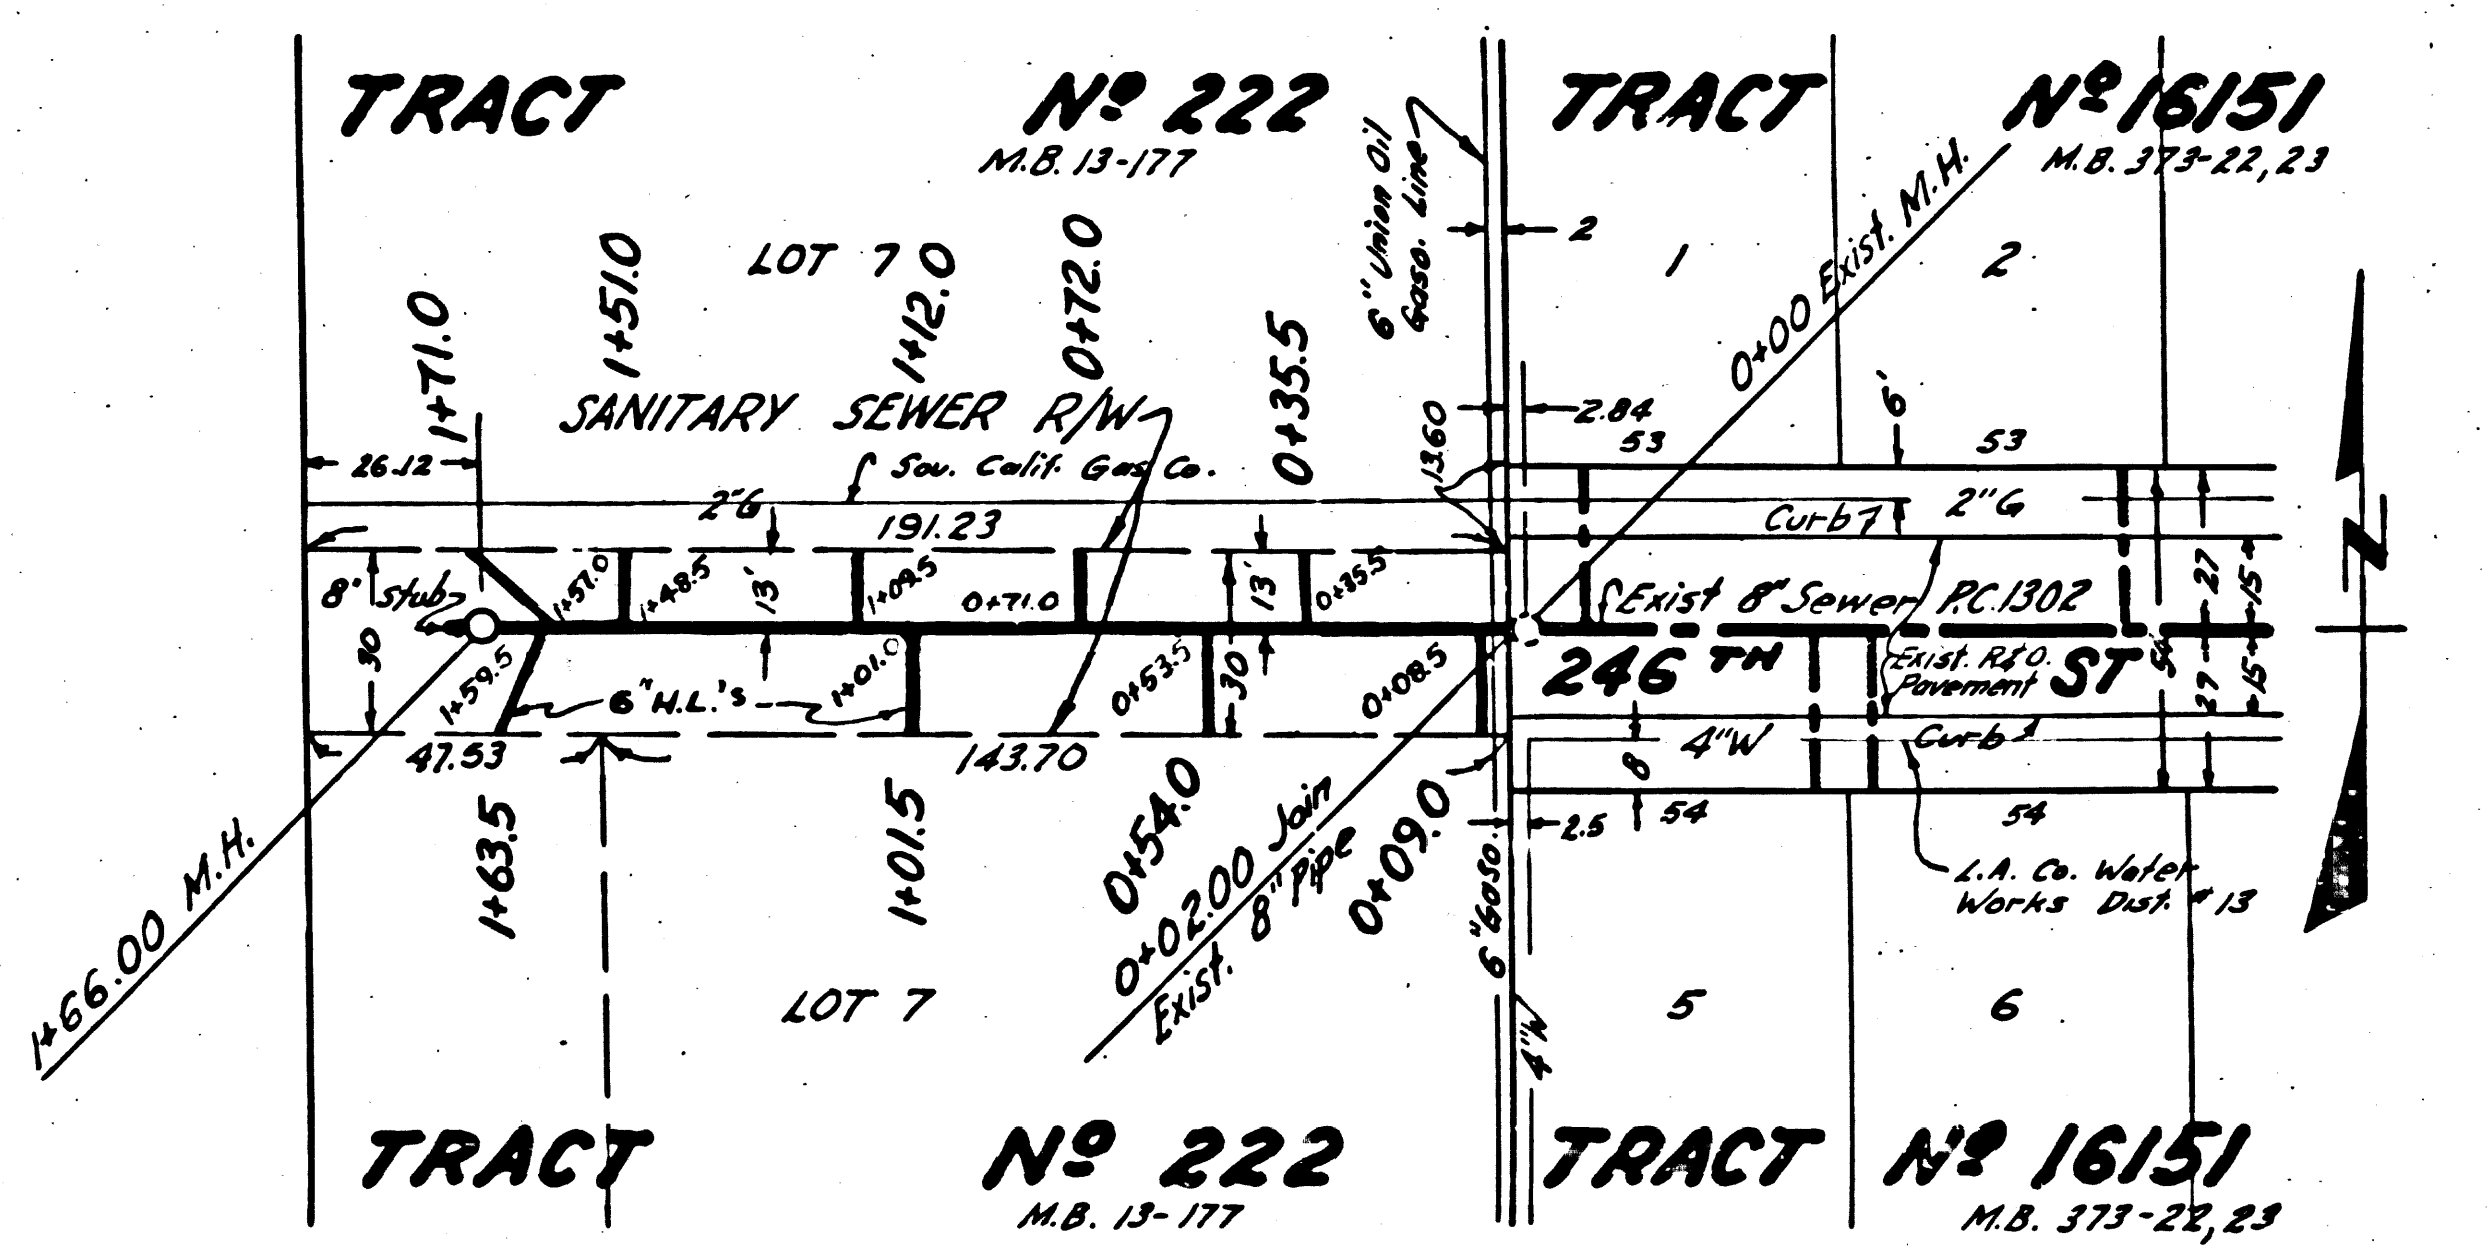 TRACT Nº 222 TRACT Nº 16151
M.B. 13-177 M.B. 373-22,23
6" Union Oil
Gaso. Line
0+00 Exist. M.H.
2
LOT 7
1
2
1+71.0
1+51.0
1+12.0
0+72.0
0+35.5
SANITARY SEWER R/W
13.60
2.84
53
6'
53
26.12
Sou. Calif. Gas Co.
2"G
191.23
Curb
2"G
8" Stub
1+57.0
1+48.5
13'
1+09.5
0+71.0
13'
0+35.5
Exist 8" Sewer P.C. 1302
27
15
30
1+59.5
6" H.L.'s
1+01.0
0+53.5
30
0+08.5
246TH ST
Exist. R&O.
Pavement
54
27
15
47.53
143.70
4"W
Curb
8
54
54
2.5
1+63.5
1+01.5
0+54.0
0+02.00 Join
Exist. 8" Pipe
0+09.0
6" Gaso.
L.A. Co. Water
Works Dist. #13
1+66.00 M.H.
LOT 7
4"W
5
6
N
TRACT Nº 222 TRACT Nº 16151
M.B. 13-177 M.B. 373-22,23